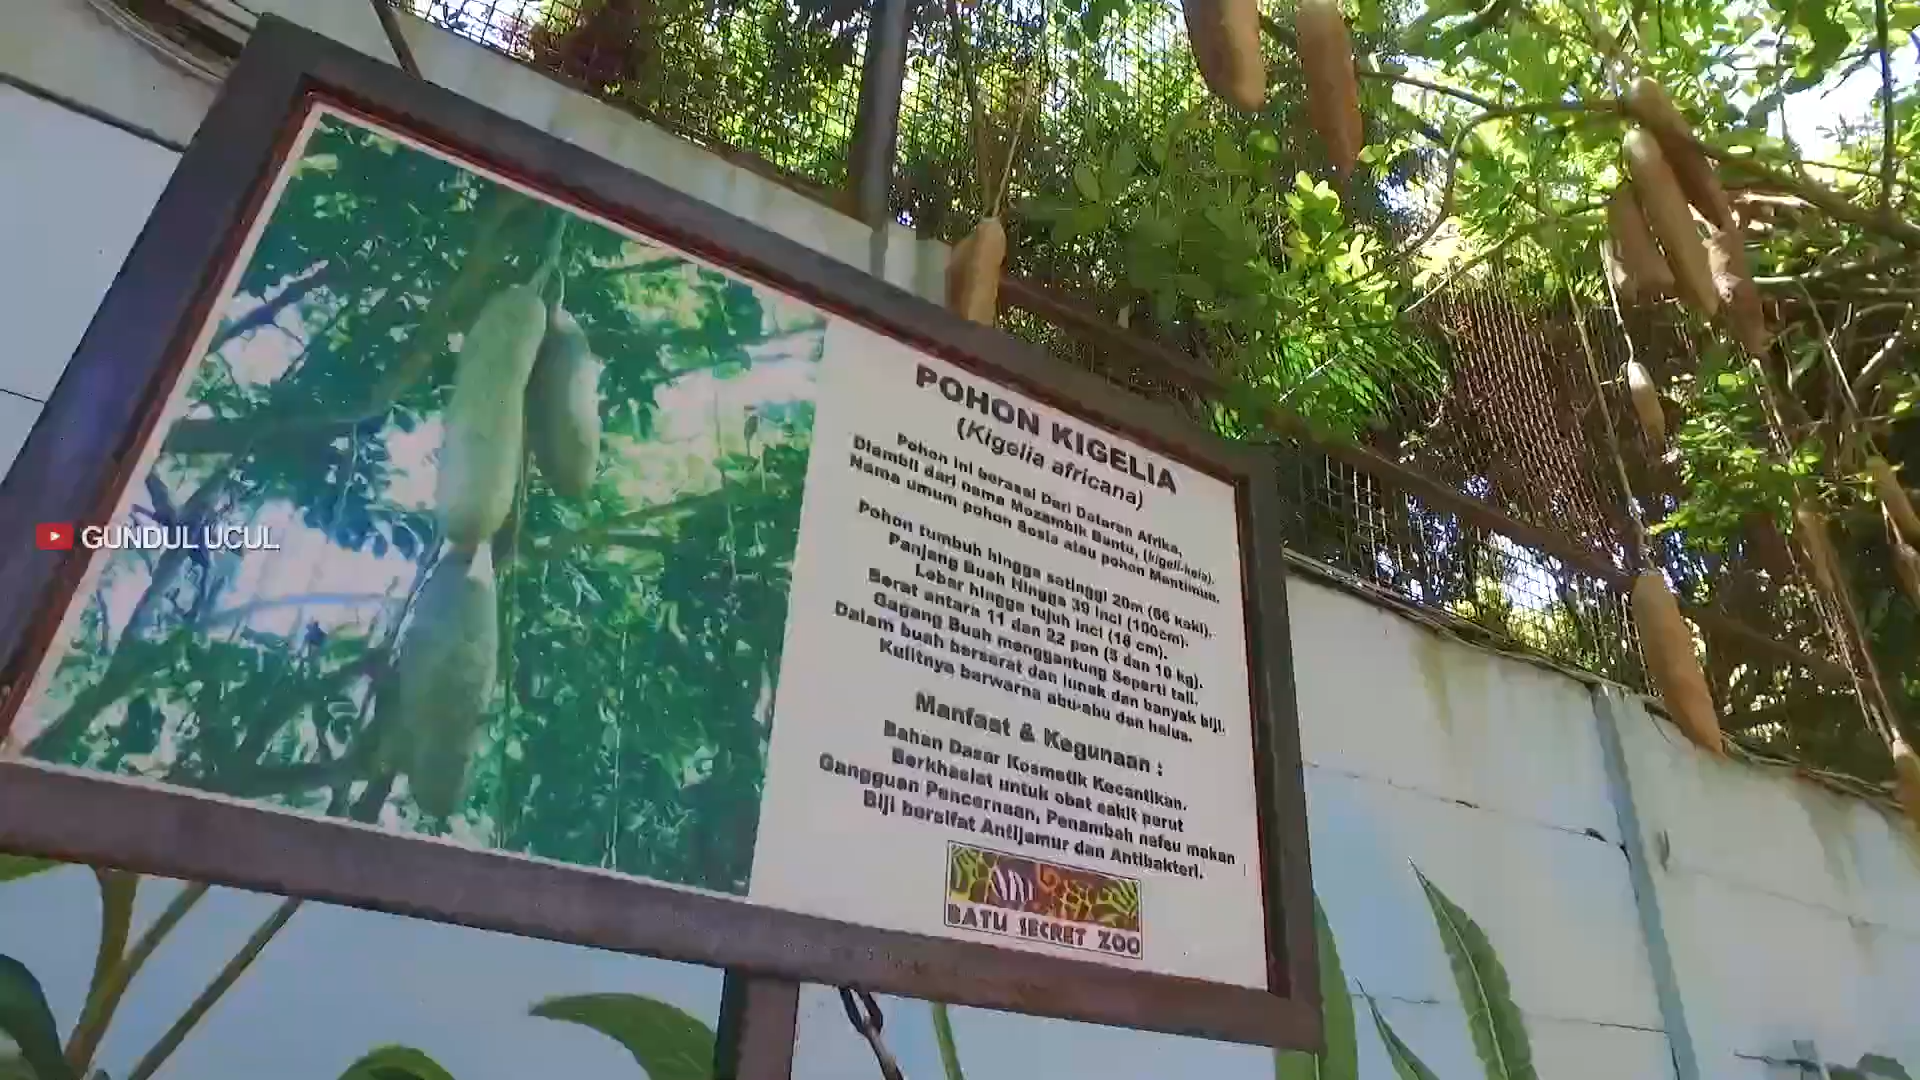 POHON KIGELIA
(Kigelia africana)
Pohon ini berasal Dari Dataran Afrika,
Diambil dari nama Mozambik Bantu, (kigeli-keia).
Nama umum pohon Sosis atau pohon Mentimun.
Pohon tumbuh hingga setinggi 20m (66 kaki).
Panjang Buah Hingga 39 inci (100cm).
Lebar hingga tujuh inci (18 cm).
Berat antara 11 dan 22 pon (5 dan 10 kg).
Gagang Buah menggantung Seperti tali.
Dalam buah berserat dan lunak dan banyak biji.
Kulitnya berwarna abu-abu dan halus.
Manfaat & Kegunaan :
Bahan Dasar Kosmetik Kecantikan.
Berkhasiat untuk obat sakit perut
Gangguan Pencernaan, Penambah nafsu makan
Biji bersifat Antijamur dan Antibakteri.
BATU SECRET ZOO
GUNDUL UCUL